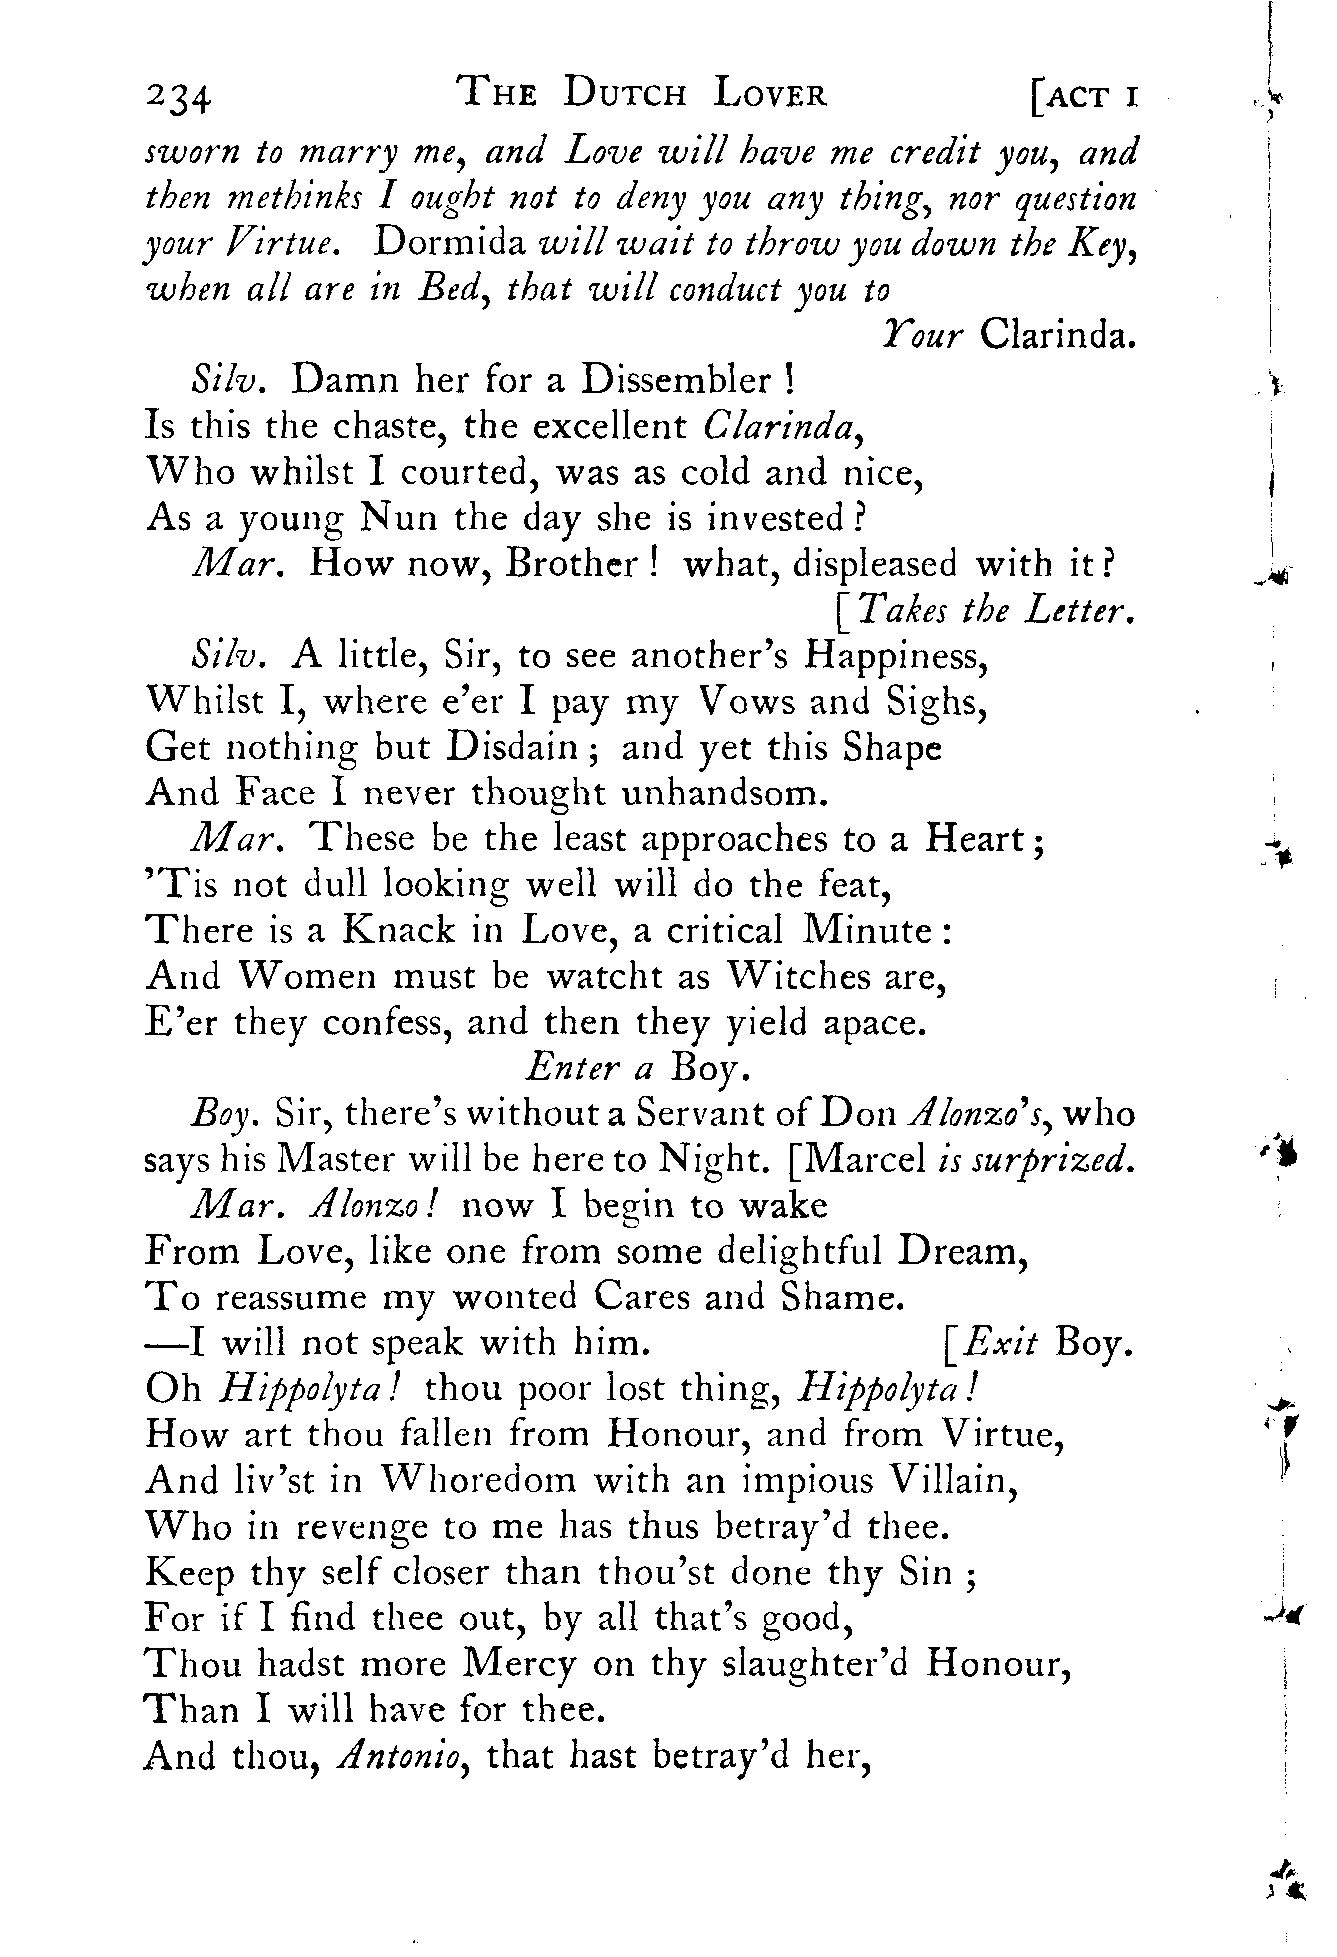 234 THE DUTCH LOVER [ACT I
sworn to marry me, and Love will have me credit you, and
then methinks I ought not to deny you any thing, nor question
your Virtue. Dormida will wait to throw you down the Key,
when all are in Bed, that will conduct you to
Your Clarinda.
Silv. Damn her for a Dissembler !
Is this the chaste, the excellent Clarinda,
Who whilst I courted, was as cold and nice,
As a young Nun the day she is invested ?
Mar. How now, Brother ! what, displeased with it ?
[Takes the Letter.
Silv. A little, Sir, to see another's Happiness,
Whilst I, where e'er I pay my Vows and Sighs,
Get nothing but Disdain ; and yet this Shape
And Face I never thought unhandsom.
Mar. These be the least approaches to a Heart ;
'Tis not dull looking well will do the feat,
There is a Knack in Love, a critical Minute :
And Women must be watcht as Witches are,
E'er they confess, and then they yield apace.
Enter a Boy.
Boy. Sir, there's without a Servant of Don Alonzo's, who
says his Master will be here to Night. [Marcel is surprized.
Mar. Alonzo ! now I begin to wake
From Love, like one from some delightful Dream,
To reassume my wonted Cares and Shame.
—I will not speak with him. [Exit Boy.
Oh Hippolyta ! thou poor lost thing, Hippolyta !
How art thou fallen from Honour, and from Virtue,
And liv'st in Whoredom with an impious Villain,
Who in revenge to me has thus betray'd thee.
Keep thy self closer than thou'st done thy Sin ;
For if I find thee out, by all that's good,
Thou hadst more Mercy on thy slaughter'd Honour,
Than I will have for thee.
And thou, Antonio, that hast betray'd her,